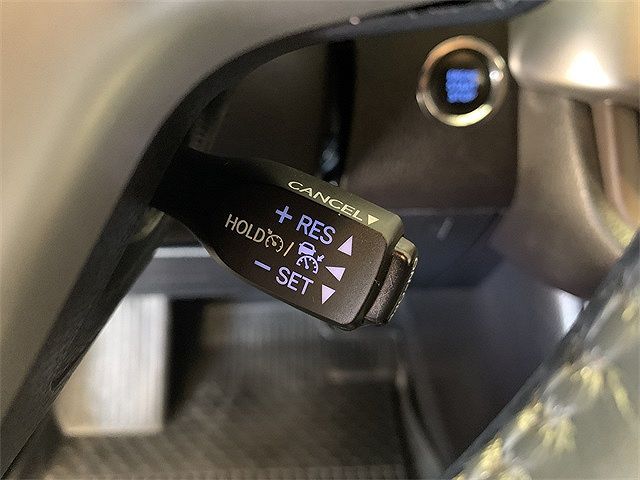 CANCEL▼
+ RES ▲
HOLD /
− SET ▼